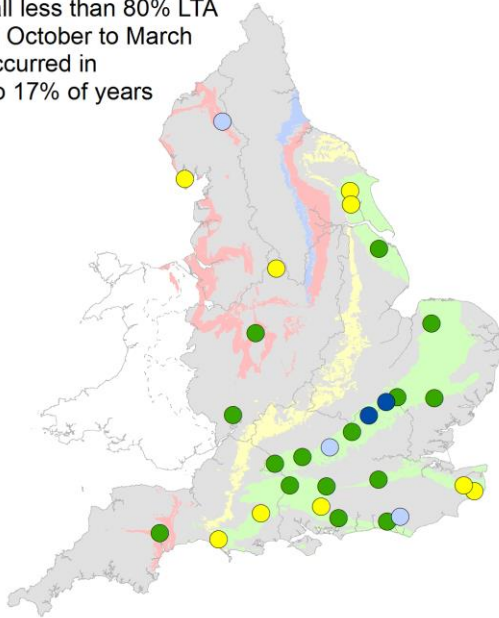 less than 80% LTA
October to March
in
17% of years